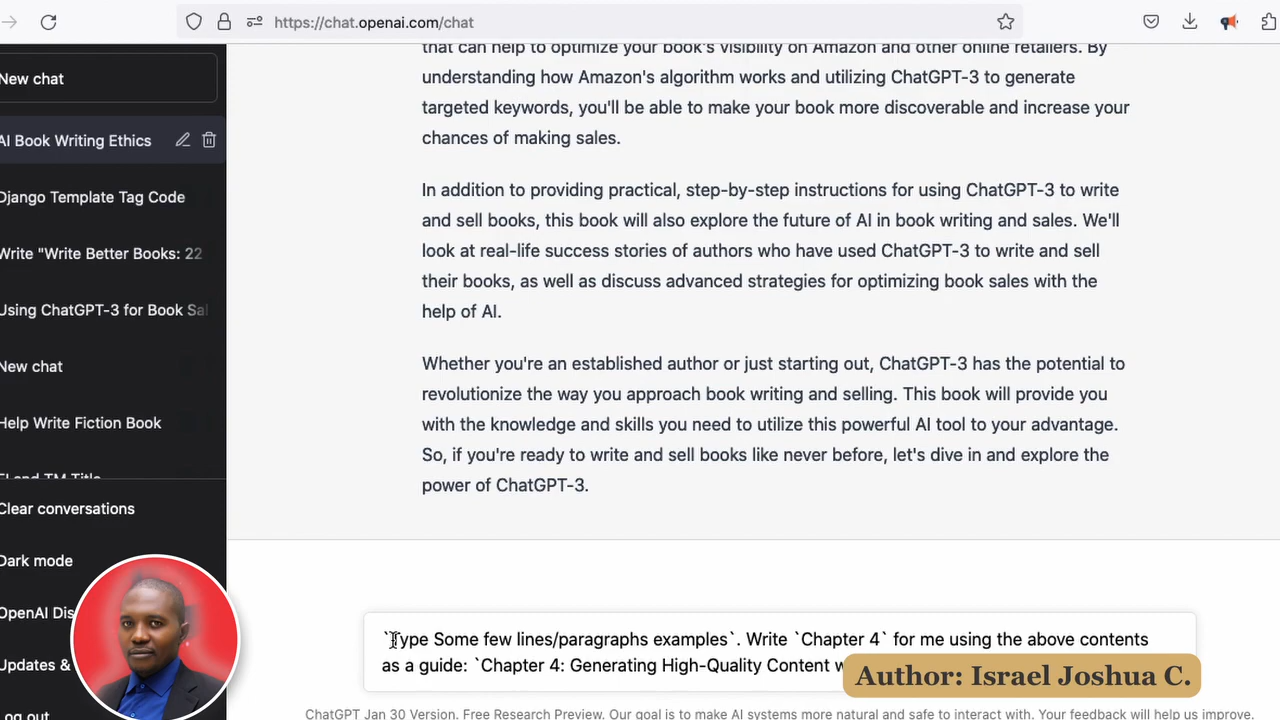 https://chat.openai.com/chat
New chat
AI Book Writing Ethics
Django Template Tag Code
Write "Write Better Books: 22
Using ChatGPT-3 for Book Sal
New chat
Help Write Fiction Book
Clear conversations
Dark mode
OpenAI Dis
Updates &
Log out
that can help to optimize your book's visibility on Amazon and other online retailers. By
understanding how Amazon's algorithm works and utilizing ChatGPT-3 to generate
targeted keywords, you'll be able to make your book more discoverable and increase your
chances of making sales.
In addition to providing practical, step-by-step instructions for using ChatGPT-3 to write
and sell books, this book will also explore the future of AI in book writing and sales. We'll
look at real-life success stories of authors who have used ChatGPT-3 to write and sell
their books, as well as discuss advanced strategies for optimizing book sales with the
help of AI.
Whether you're an established author or just starting out, ChatGPT-3 has the potential to
revolutionize the way you approach book writing and selling. This book will provide you
with the knowledge and skills you need to utilize this powerful AI tool to your advantage.
So, if you're ready to write and sell books like never before, let's dive in and explore the
power of ChatGPT-3.
`Type Some few lines/paragraphs examples`. Write `Chapter 4` for me using the above contents
as a guide: `Chapter 4: Generating High-Quality Content w
Author: Israel Joshua C.
ChatGPT Jan 30 Version. Free Research Preview. Our goal is to make AI systems more natural and safe to interact with. Your feedback will help us improve.